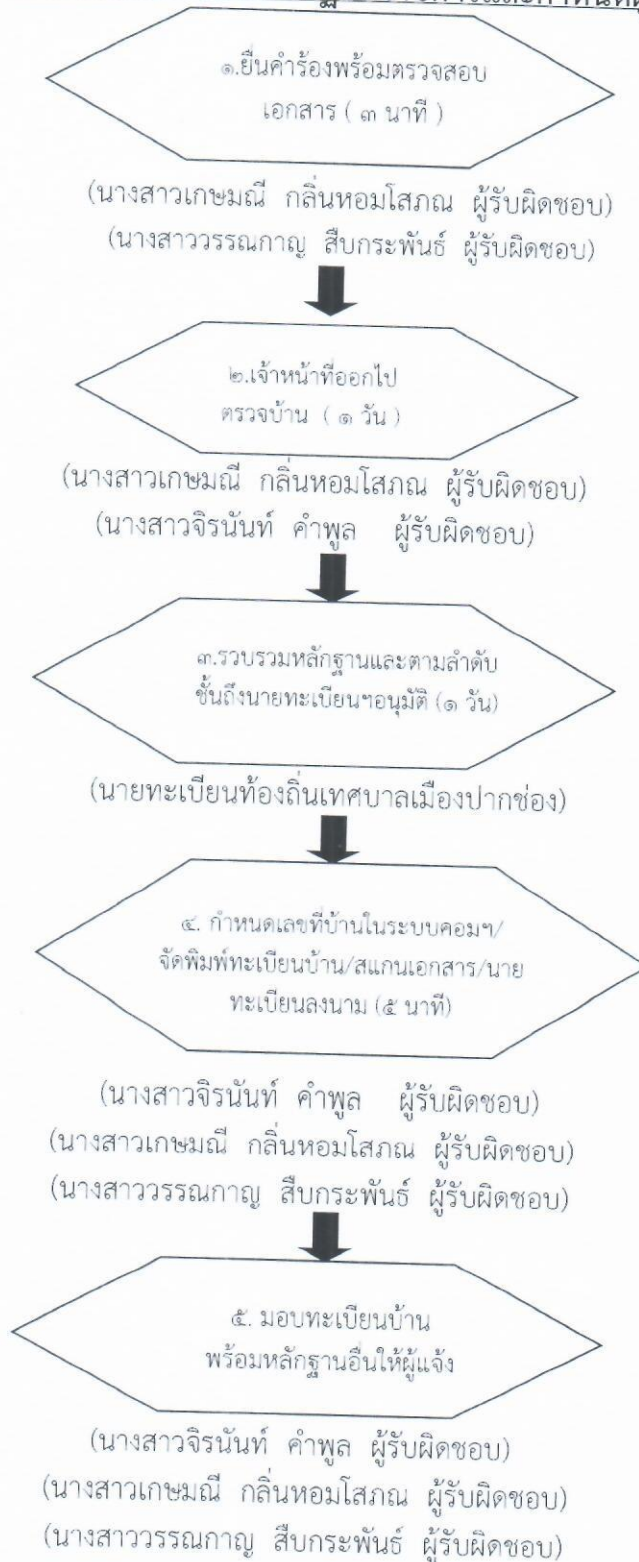 ๑.ยื่นคำร้องพร้อมตรวจสอบ
เอกสาร ( ๓ นาที )
(นางสาวเกษมณี กลิ่นหอมโสภณ ผู้รับผิดชอบ)
(นางสาววรรณกาญ สืบกระพันธ์ ผู้รับผิดชอบ)
๒.เจ้าหน้าที่ออกไป
ตรวจบ้าน ( ๑ วัน )
(นางสาวเกษมณี กลิ่นหอมโสภณ ผู้รับผิดชอบ)
(นางสาวจิรนันท์ คำพูล ผู้รับผิดชอบ)
๓.รวบรวมหลักฐานและตามลำดับ
ชั้นถึงนายทะเบียนฯอนุมัติ (๑ วัน)
(นายทะเบียนท้องถิ่นเทศบาลเมืองปากช่อง)
๔. กำหนดเลขที่บ้านในระบบคอมฯ/
จัดพิมพ์ทะเบียนบ้าน/สแกนเอกสาร/นาย
ทะเบียนลงนาม (๕ นาที)
(นางสาวจิรนันท์ คำพูล ผู้รับผิดชอบ)
(นางสาวเกษมณี กลิ่นหอมโสภณ ผู้รับผิดชอบ)
(นางสาววรรณกาญ สืบกระพันธ์ ผู้รับผิดชอบ)
๕. มอบทะเบียนบ้าน
พร้อมหลักฐานอื่นให้ผู้แจ้ง
(นางสาวจิรนันท์ คำพูล ผู้รับผิดชอบ)
(นางสาวเกษมณี กลิ่นหอมโสภณ ผู้รับผิดชอบ)
(นางสาววรรณกาญ สืบกระพันธ์ ผู้รับผิดชอบ)